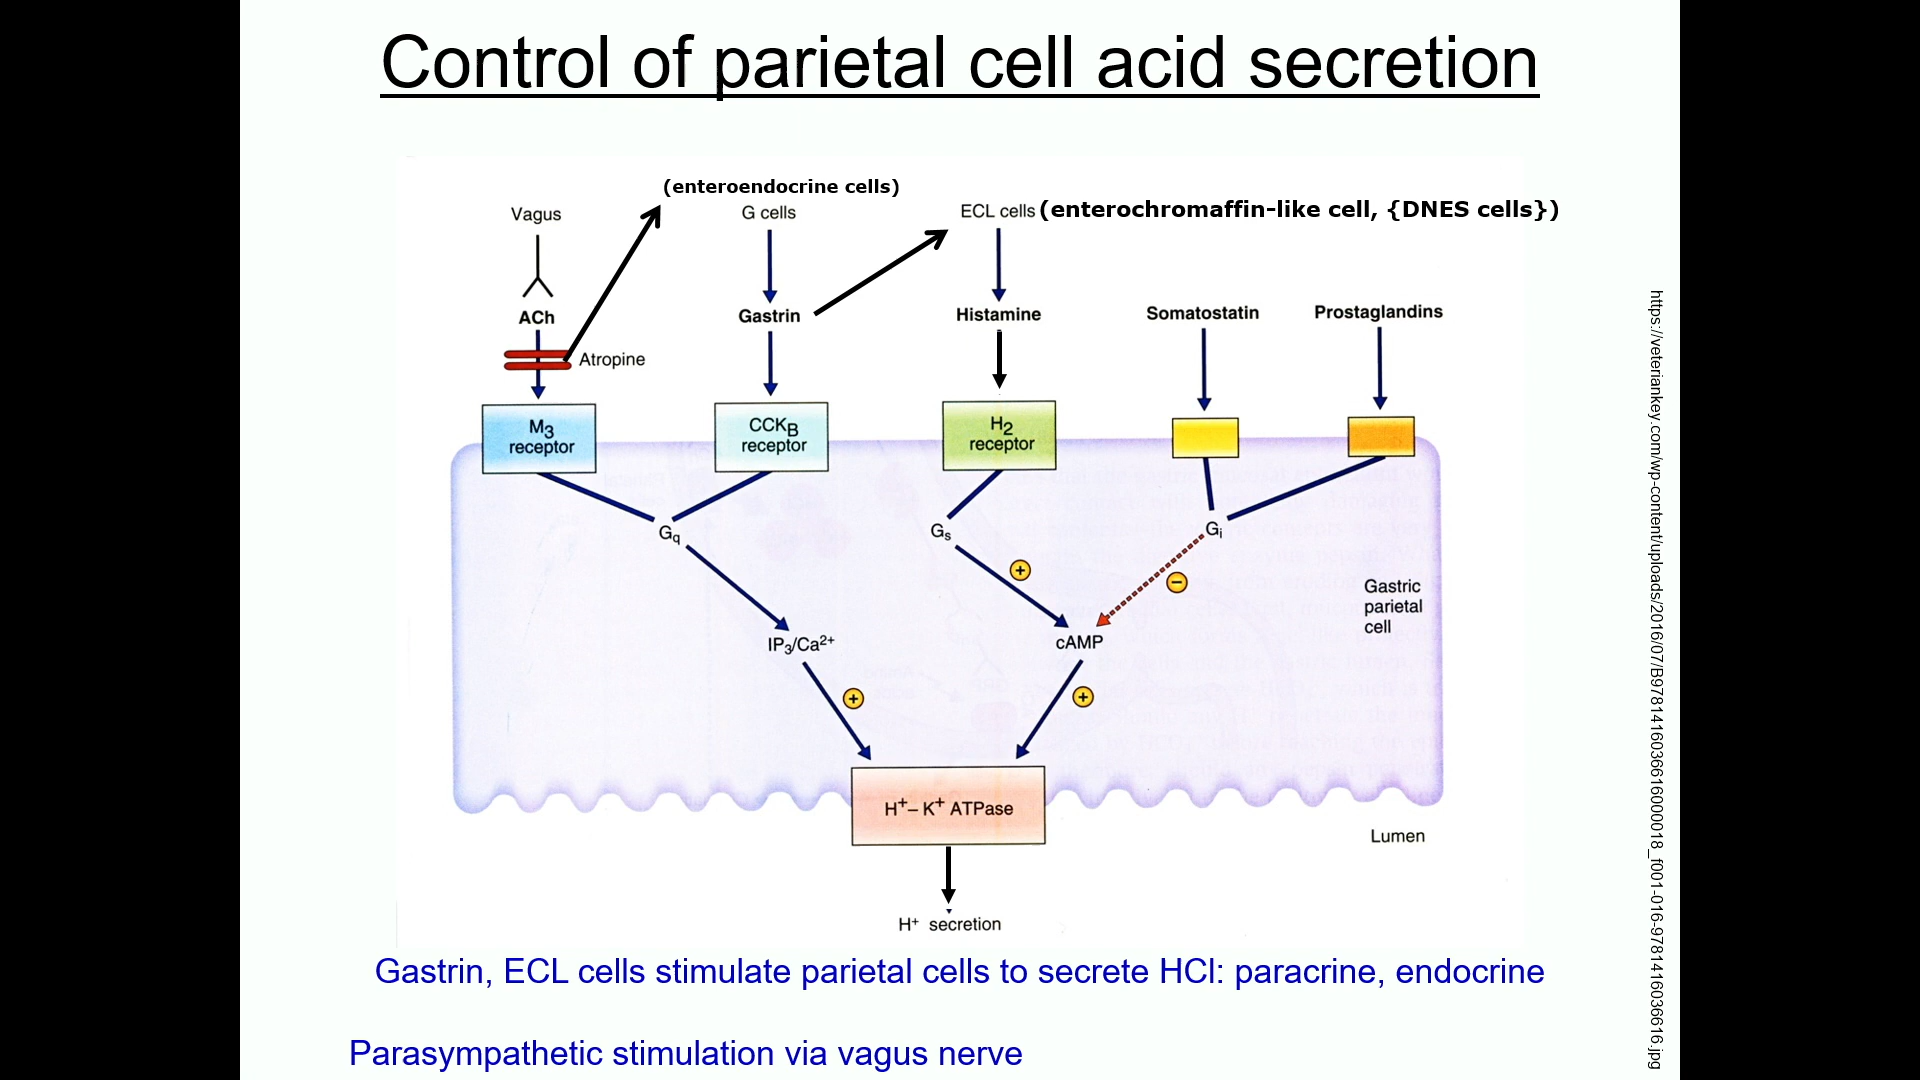 Control of parietal cell acid secretion
(enteroendocrine cells)
Vagus
G cells
ECL cells (enterochromaffin-like cell, {DNES cells})
ACh
Gastrin
Histamine
Somatostatin
Prostaglandins
Atropine
M3
receptor
CCKB
receptor
H2
receptor
Gq
Gs
Gi
+
−
Gastric
parietal
cell
IP3/Ca2+
cAMP
+
+
H+– K+ ATPase
Lumen
H+ secretion
Gastrin, ECL cells stimulate parietal cells to secrete HCl: paracrine, endocrine
Parasympathetic stimulation via vagus nerve
https://veteriankey.com/wp-content/uploads/2016/07/B9781416036616000018_f001-016-9781416036616.jpg